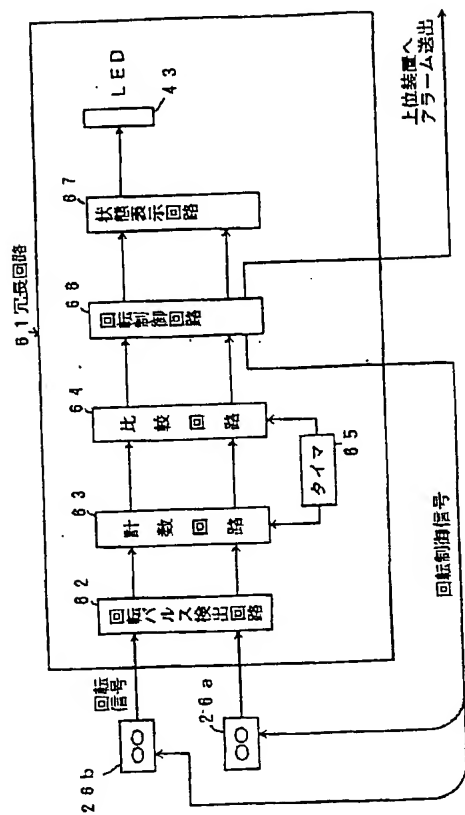 61 冗長回路
LED
43
67
状態表示回路
68
回転制御回路
64
比較回路
65
タイマ
63
計数回路
62
回転パルス検出回路
回転
信号
26b
26a
回転制御信号
上位装置へ
アラーム送出